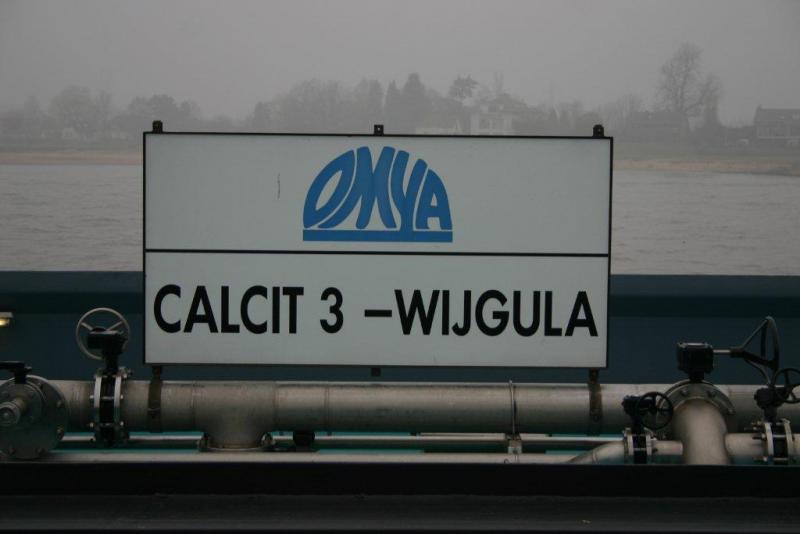 OMYA
CALCIT 3 – WIJGULA